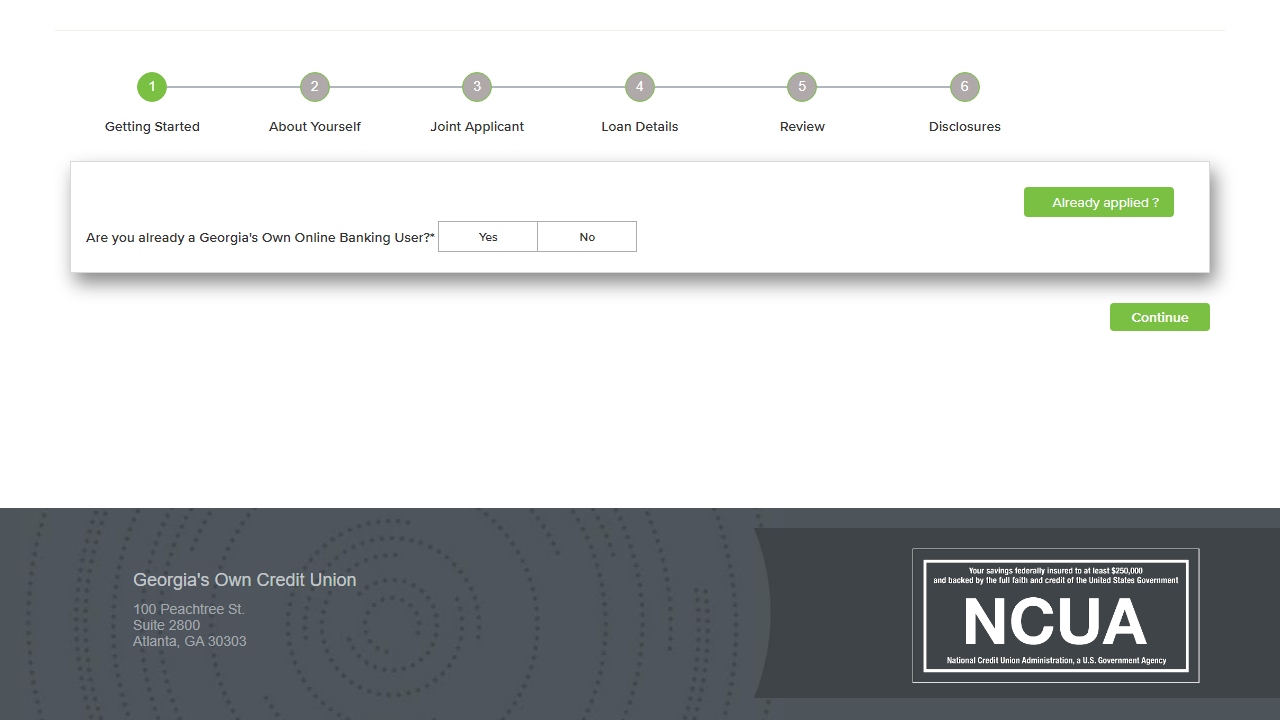 1 2 3 4 5 6
Getting Started About Yourself Joint Applicant Loan Details Review Disclosures
Already applied ?
Are you already a Georgia's Own Online Banking User?* Yes No
Continue
Georgia's Own Credit Union
100 Peachtree St.
Suite 2800
Atlanta, GA 30303
Your savings federally insured to at least $250,000
and backed by the full faith and credit of the United States Government
NCUA
National Credit Union Administration, a U.S. Government Agency